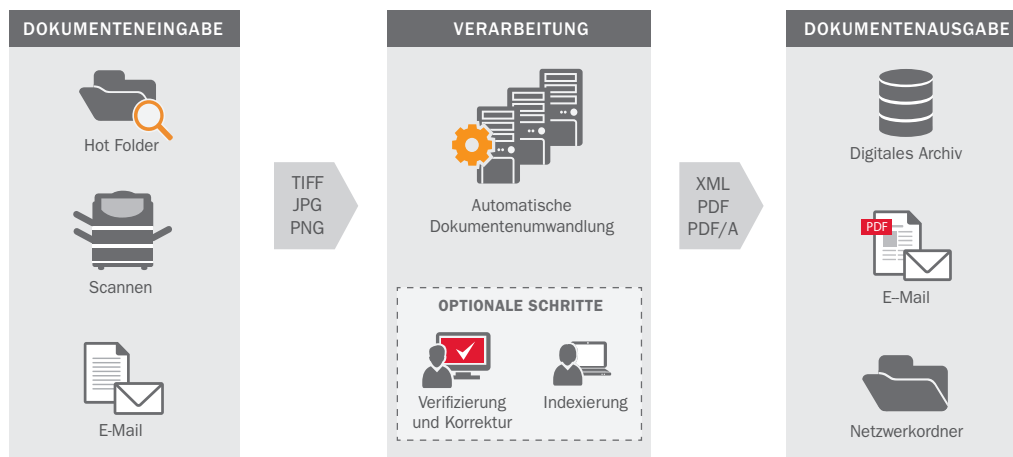 DOKUMENTENEINGABE
Hot Folder
Scannen
E-Mail
TIFF
JPG
PNG
VERARBEITUNG
Automatische
Dokumentenumwandlung
OPTIONALE SCHRITTE
Verifizierung
und Korrektur
Indexierung
XML
PDF
PDF/A
DOKUMENTENAUSGABE
Digitales Archiv
PDF
E–Mail
Netzwerkordner